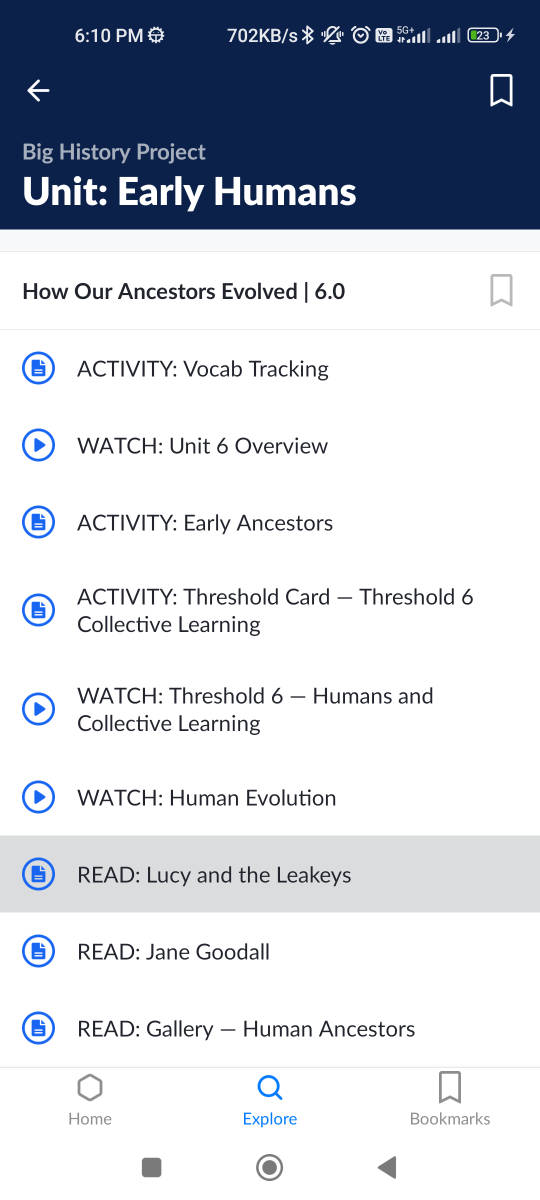 6:10 PM 702KB/s VO LTE 5G+ 23
Big History Project
Unit: Early Humans
How Our Ancestors Evolved | 6.0
ACTIVITY: Vocab Tracking
WATCH: Unit 6 Overview
ACTIVITY: Early Ancestors
ACTIVITY: Threshold Card — Threshold 6
Collective Learning
WATCH: Threshold 6 — Humans and
Collective Learning
WATCH: Human Evolution
READ: Lucy and the Leakeys
READ: Jane Goodall
READ: Gallery — Human Ancestors
Home Explore Bookmarks